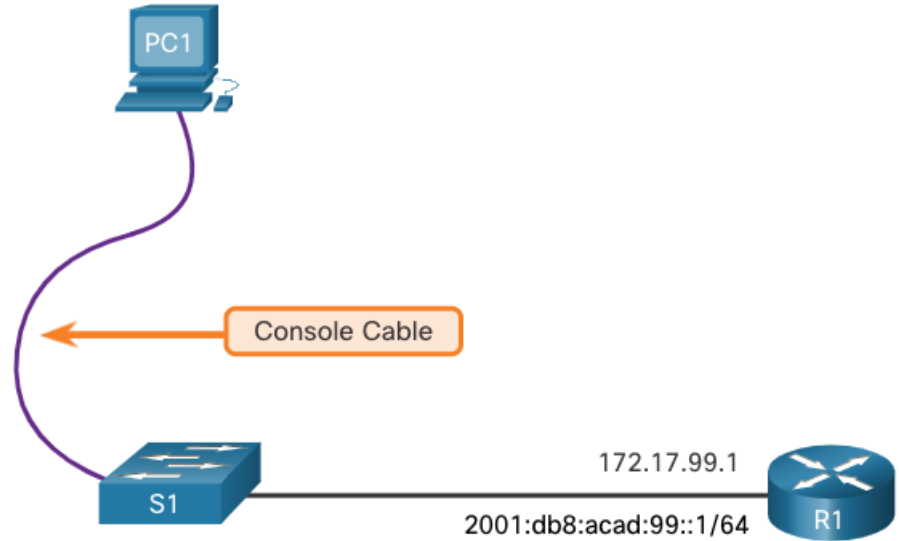 PC1
Console Cable
S1
172.17.99.1
2001:db8:acad:99::1/64
R1